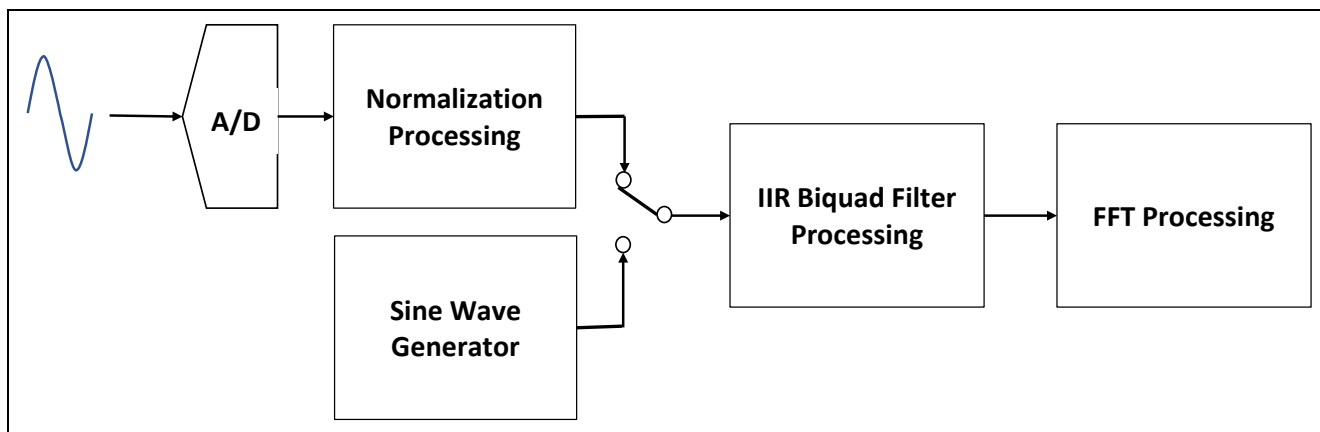 A/D
Normalization
Processing
Sine Wave
Generator
IIR Biquad Filter
Processing
FFT Processing